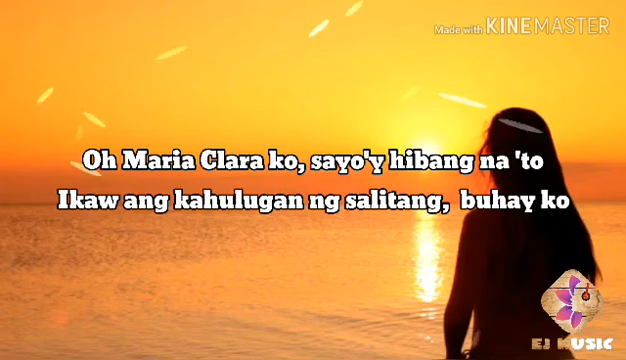 Made with KINEMASTER
Oh Maria Clara ko, sayo'y hibang na 'to
Ikaw ang kahulugan ng salitang, buhay ko
EJ MUSIC